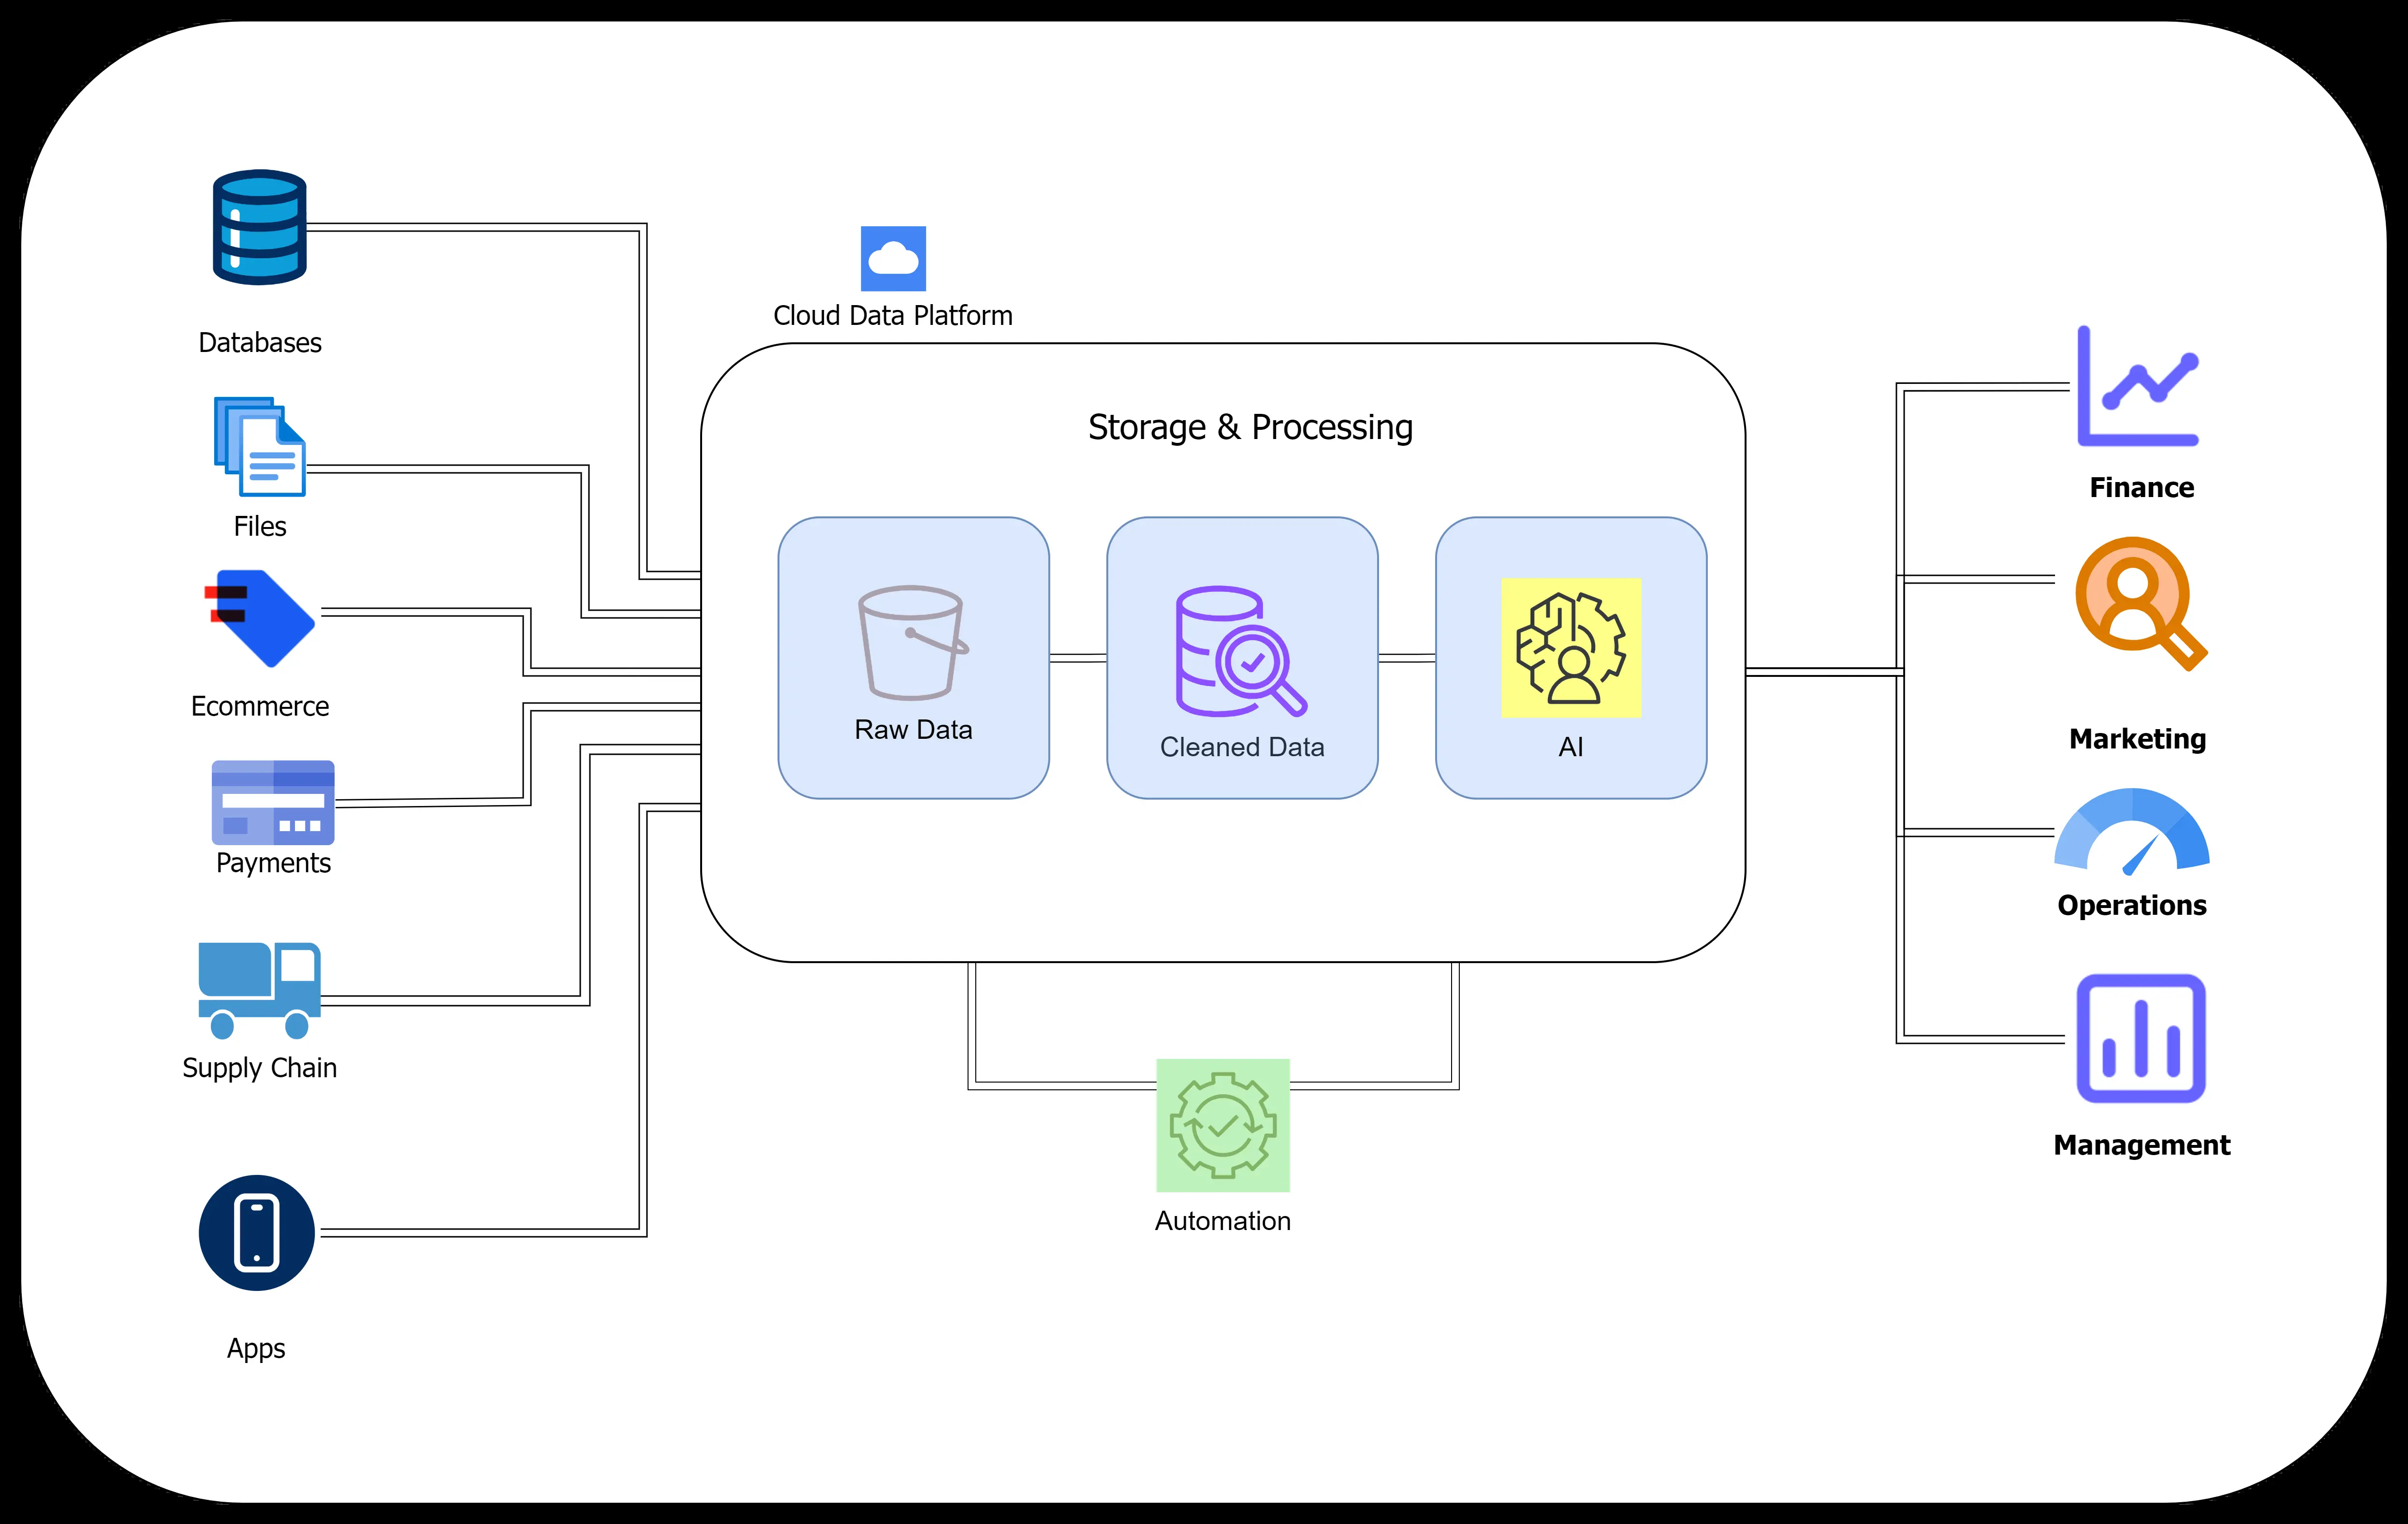 Databases
Files
Ecommerce
Payments
Supply Chain
Apps
Cloud Data Platform
Storage & Processing
Raw Data
Cleaned Data
AI
Automation
Finance
Marketing
Operations
Management